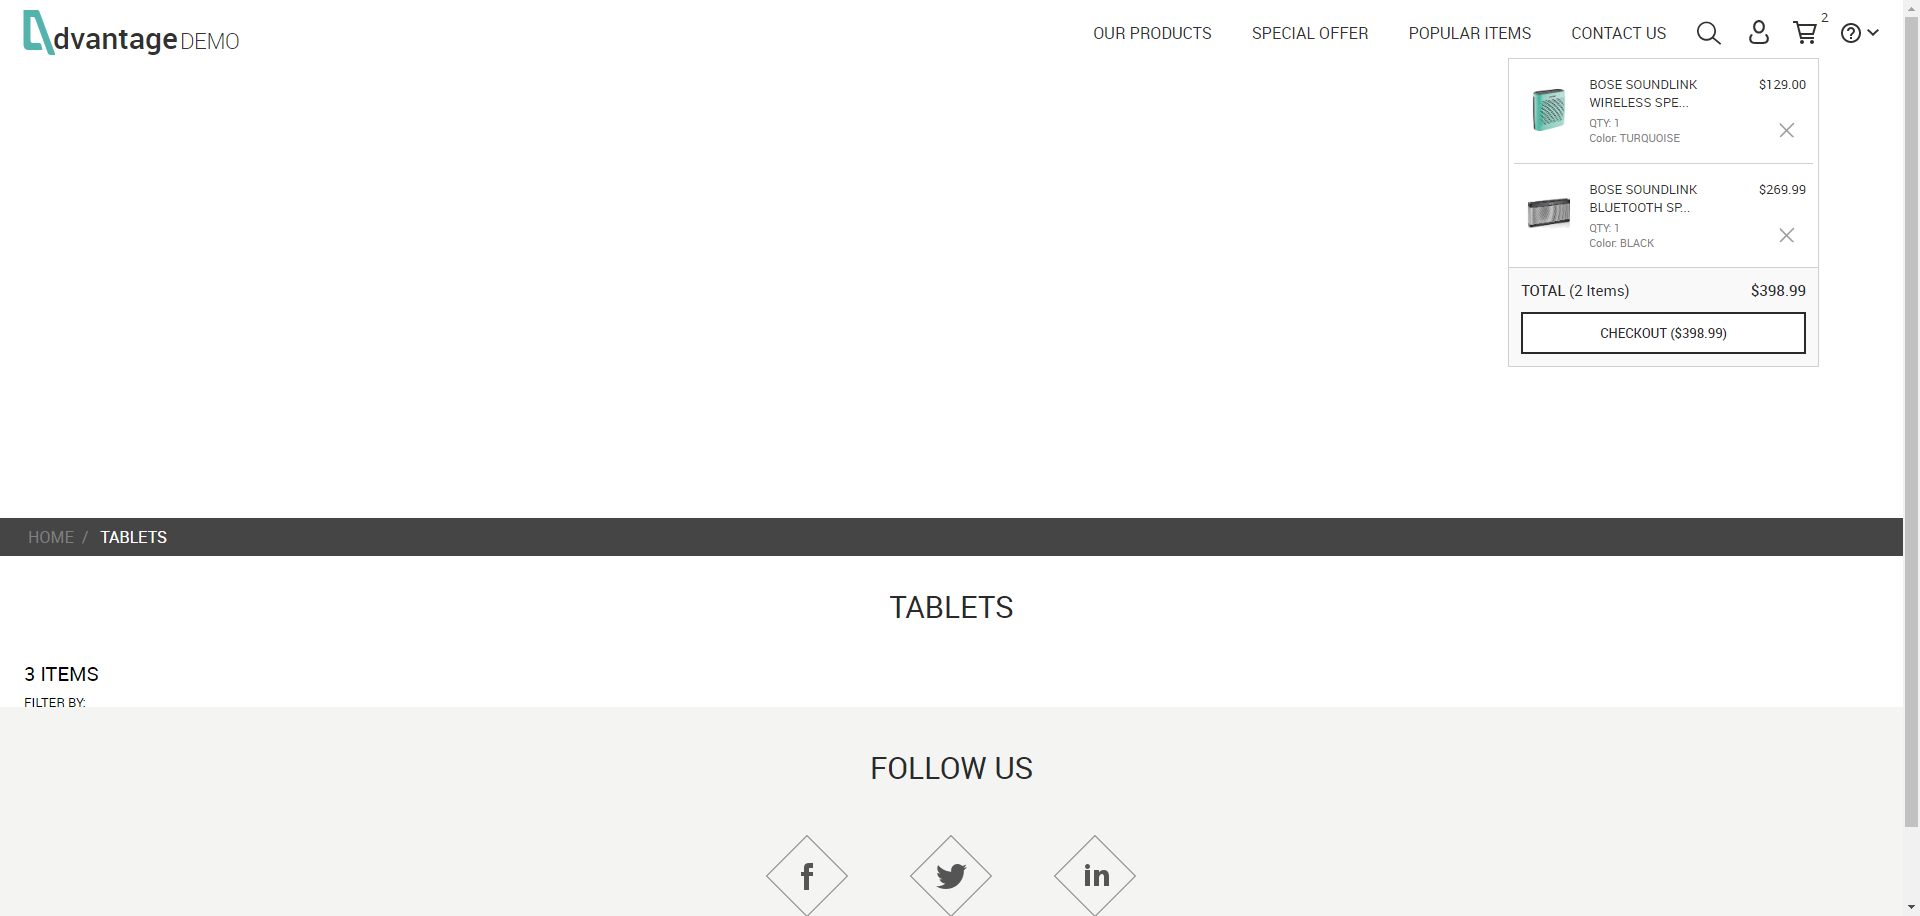 dvantage DEMO
OUR PRODUCTS SPECIAL OFFER POPULAR ITEMS CONTACT US 2
BOSE SOUNDLINK $129.00
WIRELESS SPE...
QTY: 1
Color: TURQUOISE
BOSE SOUNDLINK $269.99
BLUETOOTH SP...
QTY: 1
Color: BLACK
TOTAL (2 Items) $398.99
CHECKOUT ($398.99)
HOME / TABLETS
TABLETS
3 ITEMS
FILTER BY:
FOLLOW US
f in